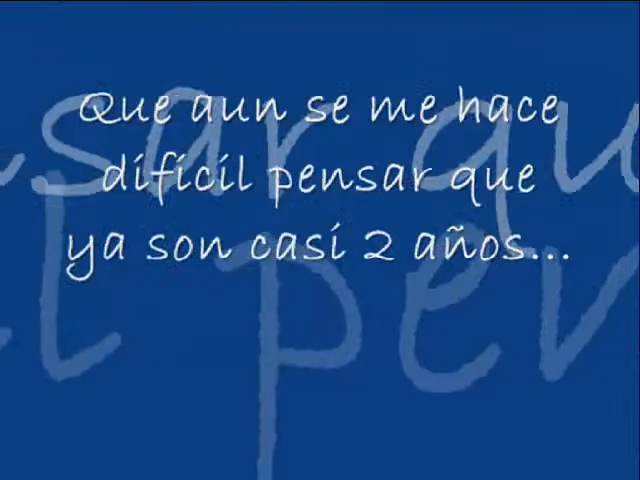 Que aun se me hace
difícil pensar que
ya son casi 2 años...